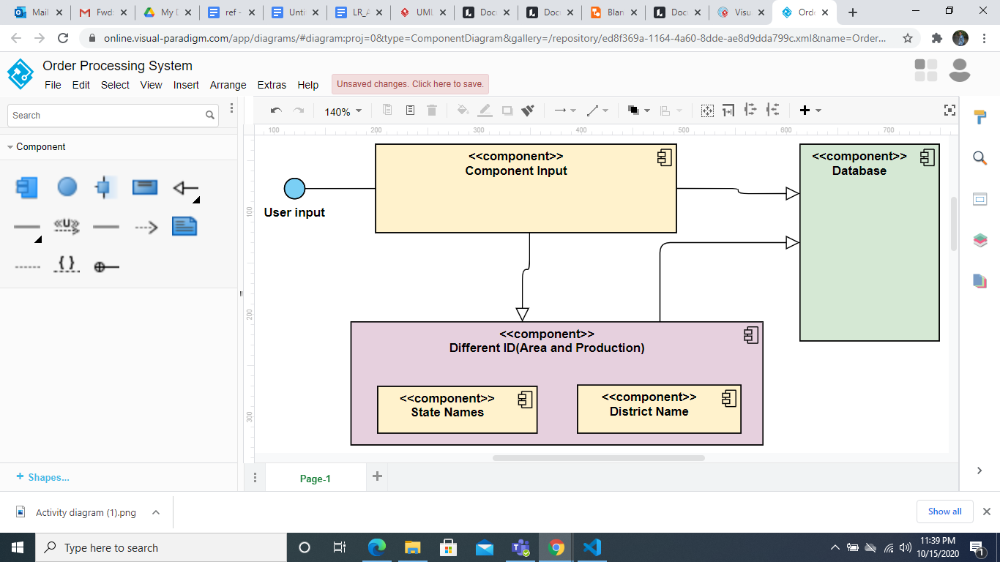 Mail
Fwd:
My D
ref -
Unti
LR_A
UML
Docu
Docu
Blan
Docu
Visu
Orde
online.visual-paradigm.com/app/diagrams/#diagram:proj=0&type=ComponentDiagram&gallery=/repository/ed8f369a-1164-4a60-8dde-ae8d9dda799c.xml&name=Order...
Order Processing System
File Edit Select View Insert Arrange Extras Help
Unsaved changes. Click here to save.
Search
140%
100 200 300 400 500 600 700
Component
<<U>>
{ }
100
200
300
<<component>>
Component Input
<<component>>
Database
User input
<<component>>
Different ID(Area and Production)
<<component>>
State Names
<<component>>
District Name
+ Shapes...
Page-1
Activity diagram (1).png
Show all
Type here to search
11:39 PM
10/15/2020
1